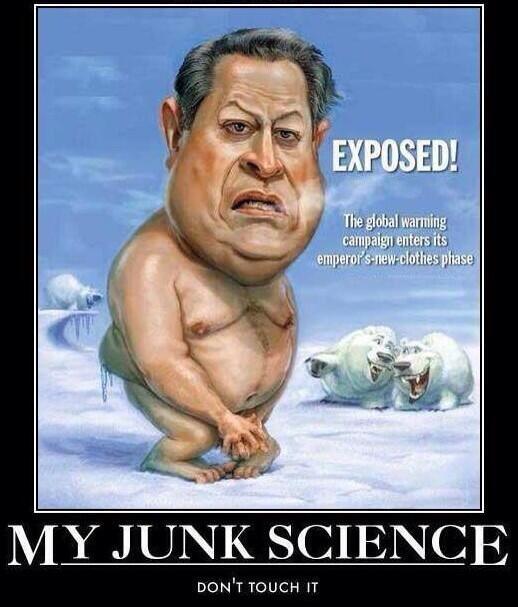 EXPOSED!
The global warming
campaign enters its
emperor's-new-clothes phase
MY JUNK SCIENCE
DON'T TOUCH IT